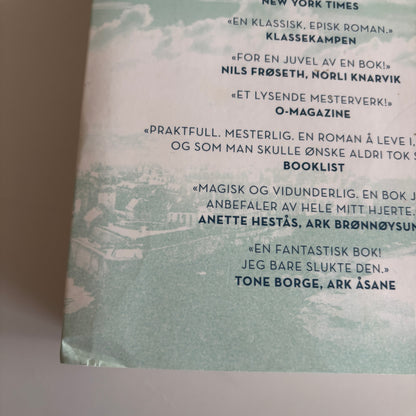 NEW YORK TIMES
«EN KLASSISK, EPISK ROMAN.»
KLASSEKAMPEN
«FOR EN JUVEL AV EN BOK!»
NILS FRØSETH, NORLI KNARVIK
«ET LYSENDE MESTERVERK!»
O-MAGAZINE
«PRAKTFULL. MESTERLIG. EN ROMAN Å LEVE I,
OG SOM MAN SKULLE ØNSKE ALDRI TOK S
BOOKLIST
«MAGISK OG VIDUNDERLIG. EN BOK J
ANBEFALER AV HELE MITT HJERTE.
ANETTE HESTÅS, ARK BRØNNØYSUN
«EN FANTASTISK BOK!
JEG BARE SLUKTE DEN.»
TONE BORGE, ARK ÅSANE